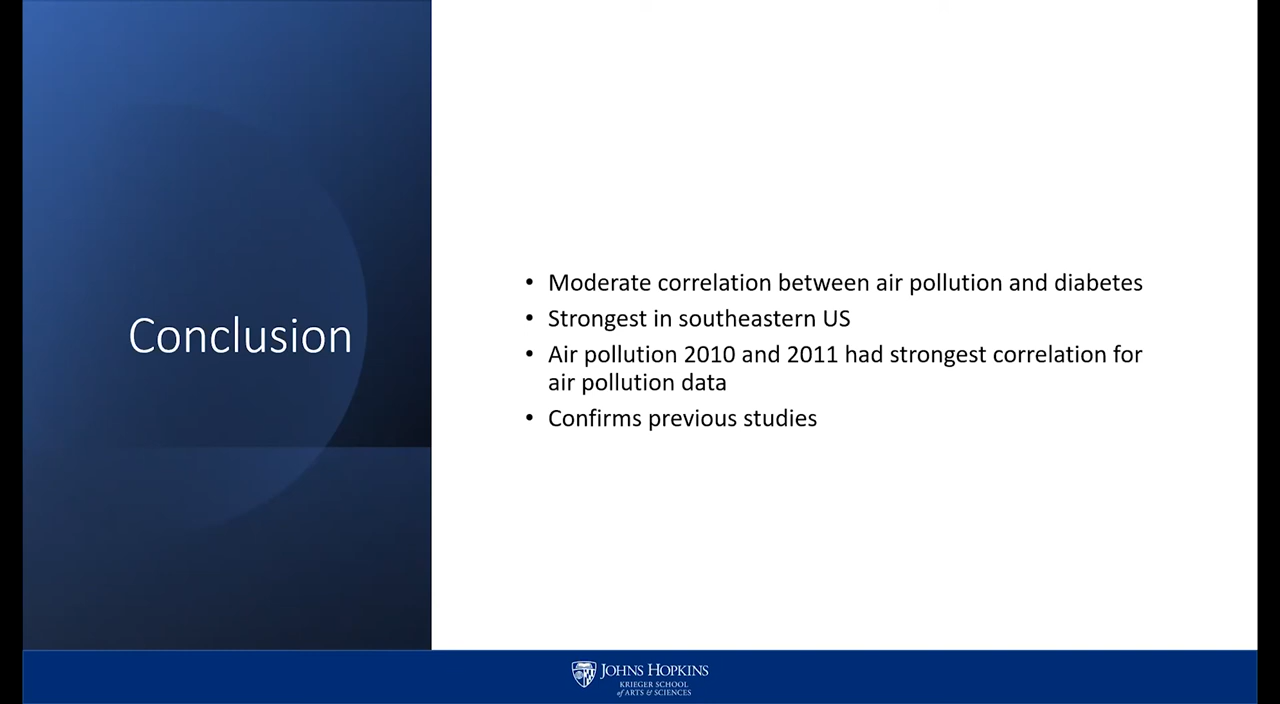 Conclusion
• Moderate correlation between air pollution and diabetes
• Strongest in southeastern US
• Air pollution 2010 and 2011 had strongest correlation for
air pollution data
• Confirms previous studies
JOHNS HOPKINS
KRIEGER SCHOOL
of ARTS & SCIENCES